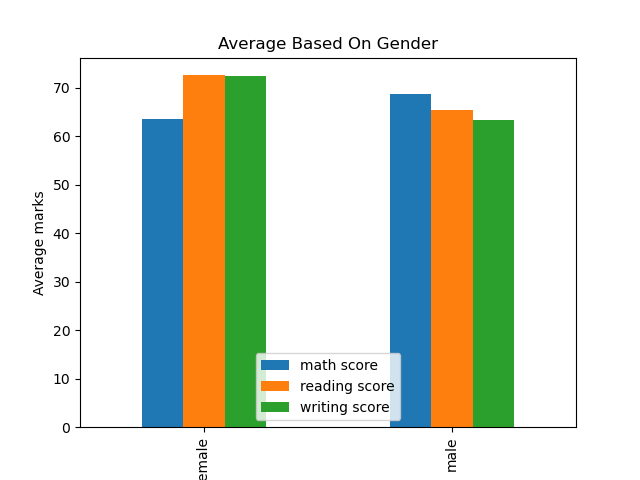 Average Based On Gender
Average marks
70
60
50
40
30
20
10
0
math score
reading score
writing score
emale
male